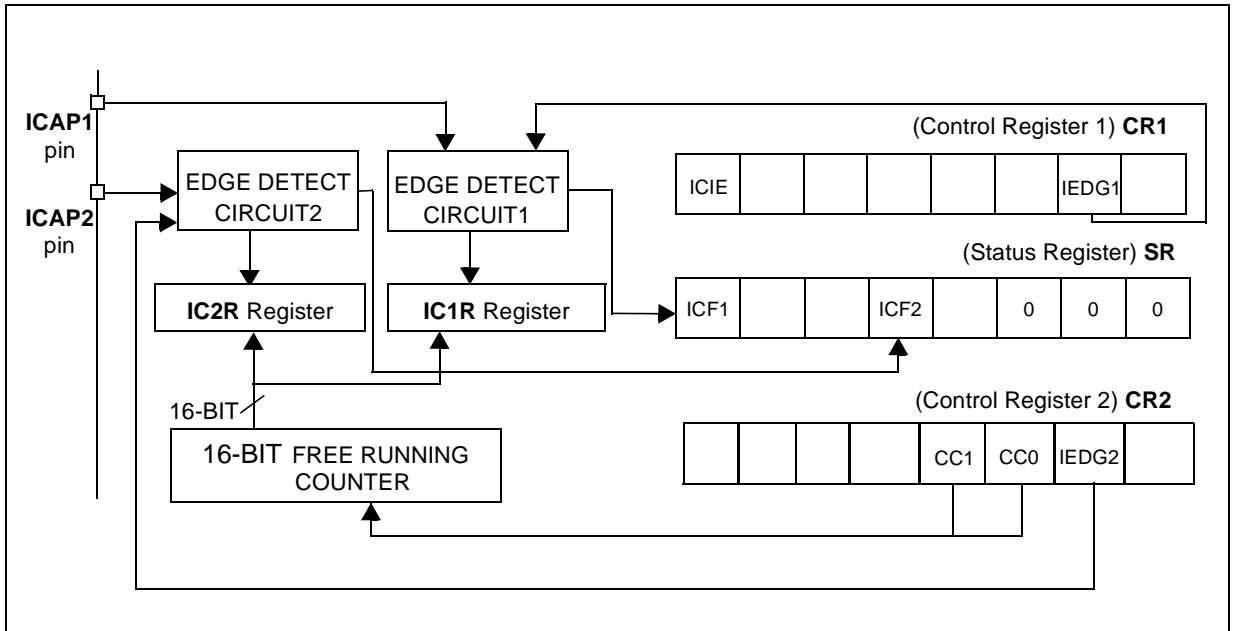 ICAP1
pin
ICAP2
pin
EDGE DETECT
CIRCUIT2
EDGE DETECT
CIRCUIT1
(Control Register 1) CR1
ICIE IEDG1
IC2R Register
IC1R Register
(Status Register) SR
ICF1 ICF2 0 0 0
16-BIT
16-BIT FREE RUNNING
COUNTER
(Control Register 2) CR2
CC1 CC0 IEDG2